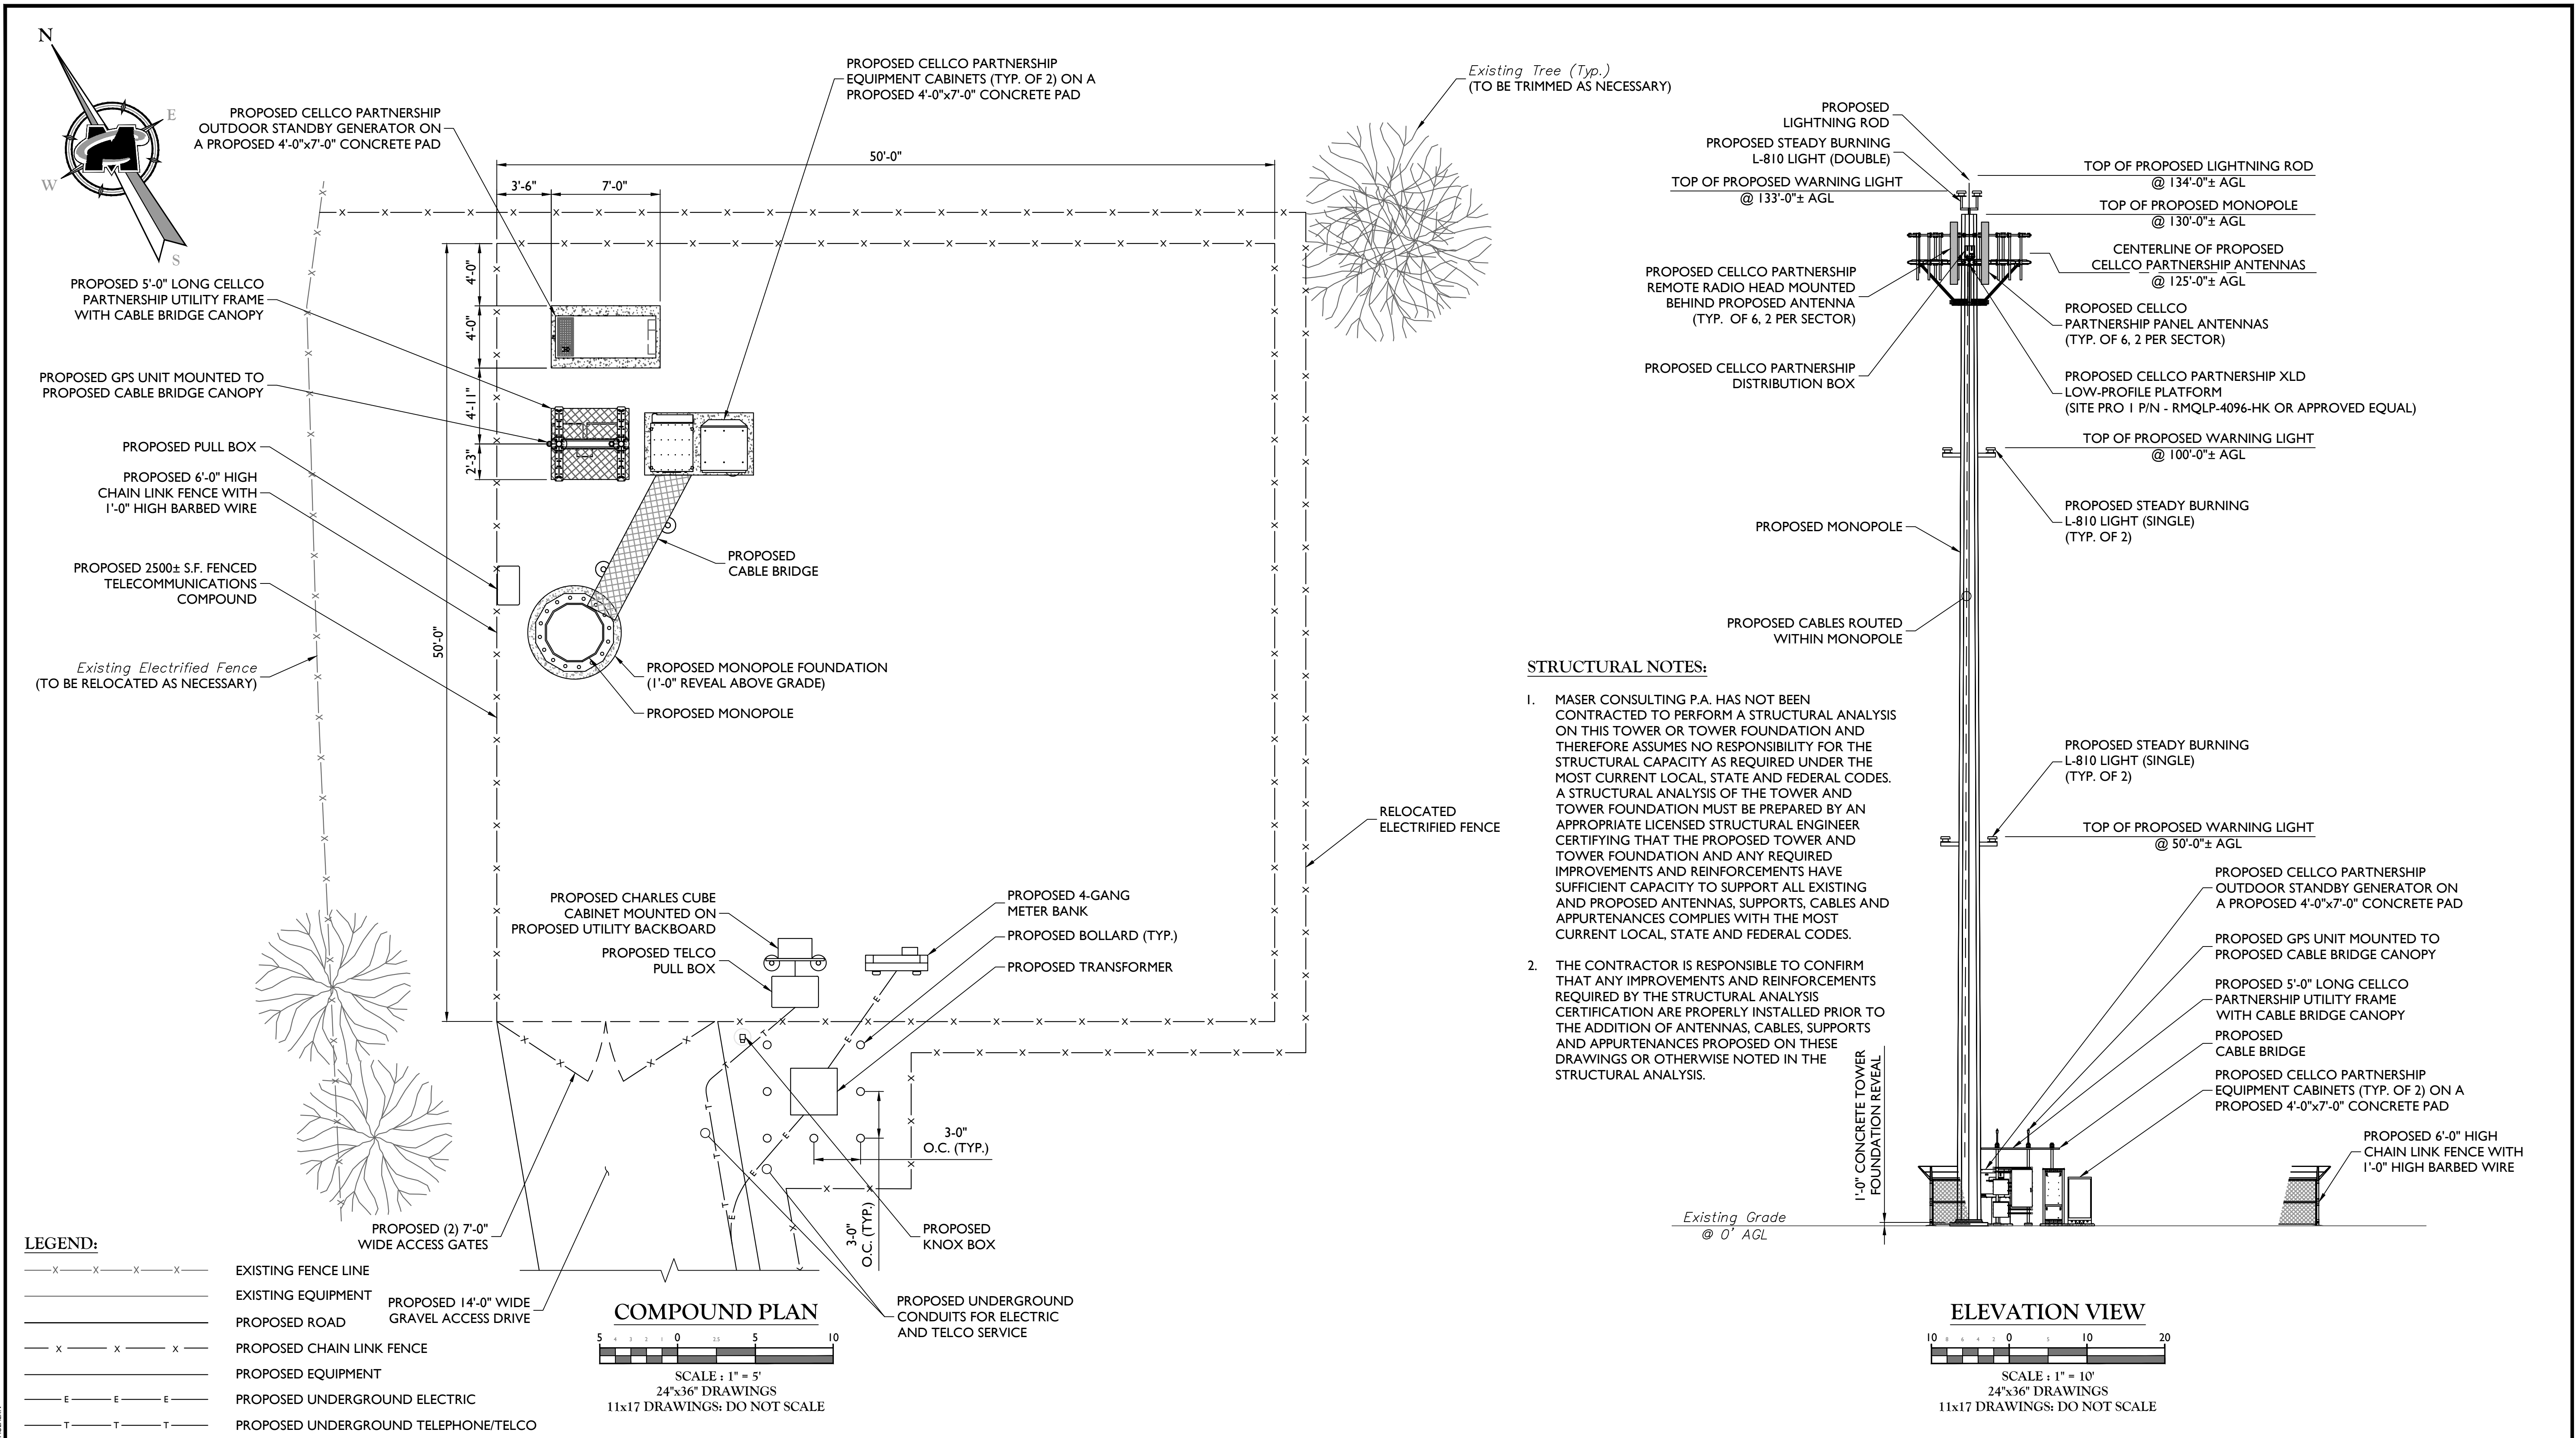 N
E
W
S
PROPOSED CELLCO PARTNERSHIP
OUTDOOR STANDBY GENERATOR ON
A PROPOSED 4'-0"x7'-0" CONCRETE PAD
PROPOSED CELLCO PARTNERSHIP
EQUIPMENT CABINETS (TYP. OF 2) ON A
PROPOSED 4'-0"x7'-0" CONCRETE PAD
Existing Tree (Typ.)
(TO BE TRIMMED AS NECESSARY)
50'-0"
3'-6"
7'-0"
4'-0"
4'-0"
4'-11"
2'-3"
50'-0"
PROPOSED 5'-0" LONG CELLCO
PARTNERSHIP UTILITY FRAME
WITH CABLE BRIDGE CANOPY
PROPOSED GPS UNIT MOUNTED TO
PROPOSED CABLE BRIDGE CANOPY
PROPOSED PULL BOX
PROPOSED 6'-0" HIGH
CHAIN LINK FENCE WITH
1'-0" HIGH BARBED WIRE
PROPOSED 2500± S.F. FENCED
TELECOMMUNICATIONS
COMPOUND
Existing Electrified Fence
(TO BE RELOCATED AS NECESSARY)
PROPOSED
CABLE BRIDGE
PROPOSED MONOPOLE FOUNDATION
(1'-0" REVEAL ABOVE GRADE)
PROPOSED MONOPOLE
RELOCATED
ELECTRIFIED FENCE
PROPOSED CHARLES CUBE
CABINET MOUNTED ON
PROPOSED UTILITY BACKBOARD
PROPOSED TELCO
PULL BOX
PROPOSED 4-GANG
METER BANK
PROPOSED BOLLARD (TYP.)
PROPOSED TRANSFORMER
3-0"
O.C. (TYP.)
3-0"
O.C. (TYP.)
PROPOSED
KNOX BOX
PROPOSED (2) 7'-0"
WIDE ACCESS GATES
PROPOSED 14'-0" WIDE
GRAVEL ACCESS DRIVE
PROPOSED UNDERGROUND
CONDUITS FOR ELECTRIC
AND TELCO SERVICE
LEGEND:
EXISTING FENCE LINE
EXISTING EQUIPMENT
PROPOSED ROAD
PROPOSED CHAIN LINK FENCE
PROPOSED EQUIPMENT
PROPOSED UNDERGROUND ELECTRIC
PROPOSED UNDERGROUND TELEPHONE/TELCO
COMPOUND PLAN
5 4 3 2 1 0 2.5 5 10
SCALE : 1" = 5'
24"x36" DRAWINGS
11x17 DRAWINGS: DO NOT SCALE
STRUCTURAL NOTES:
1. MASER CONSULTING P.A. HAS NOT BEEN
CONTRACTED TO PERFORM A STRUCTURAL ANALYSIS
ON THIS TOWER OR TOWER FOUNDATION AND
THEREFORE ASSUMES NO RESPONSIBILITY FOR THE
STRUCTURAL CAPACITY AS REQUIRED UNDER THE
MOST CURRENT LOCAL, STATE AND FEDERAL CODES.
A STRUCTURAL ANALYSIS OF THE TOWER AND
TOWER FOUNDATION MUST BE PREPARED BY AN
APPROPRIATE LICENSED STRUCTURAL ENGINEER
CERTIFYING THAT THE PROPOSED TOWER AND
TOWER FOUNDATION AND ANY REQUIRED
IMPROVEMENTS AND REINFORCEMENTS HAVE
SUFFICIENT CAPACITY TO SUPPORT ALL EXISTING
AND PROPOSED ANTENNAS, SUPPORTS, CABLES AND
APPURTENANCES COMPLIES WITH THE MOST
CURRENT LOCAL, STATE AND FEDERAL CODES.
2. THE CONTRACTOR IS RESPONSIBLE TO CONFIRM
THAT ANY IMPROVEMENTS AND REINFORCEMENTS
REQUIRED BY THE STRUCTURAL ANALYSIS
CERTIFICATION ARE PROPERLY INSTALLED PRIOR TO
THE ADDITION OF ANTENNAS, CABLES, SUPPORTS
AND APPURTENANCES PROPOSED ON THESE
DRAWINGS OR OTHERWISE NOTED IN THE
STRUCTURAL ANALYSIS.
PROPOSED
LIGHTNING ROD
PROPOSED STEADY BURNING
L-810 LIGHT (DOUBLE)
TOP OF PROPOSED WARNING LIGHT
@ 133'-0"± AGL
PROPOSED CELLCO PARTNERSHIP
REMOTE RADIO HEAD MOUNTED
BEHIND PROPOSED ANTENNA
(TYP. OF 6, 2 PER SECTOR)
PROPOSED CELLCO PARTNERSHIP
DISTRIBUTION BOX
PROPOSED MONOPOLE
PROPOSED CABLES ROUTED
WITHIN MONOPOLE
TOP OF PROPOSED LIGHTNING ROD
@ 134'-0"± AGL
TOP OF PROPOSED MONOPOLE
@ 130'-0"± AGL
CENTERLINE OF PROPOSED
CELLCO PARTNERSHIP ANTENNAS
@ 125'-0"± AGL
PROPOSED CELLCO
PARTNERSHIP PANEL ANTENNAS
(TYP. OF 6, 2 PER SECTOR)
PROPOSED CELLCO PARTNERSHIP XLD
LOW-PROFILE PLATFORM
(SITE PRO 1 P/N - RMQLP-4096-HK OR APPROVED EQUAL)
TOP OF PROPOSED WARNING LIGHT
@ 100'-0"± AGL
PROPOSED STEADY BURNING
L-810 LIGHT (SINGLE)
(TYP. OF 2)
PROPOSED STEADY BURNING
L-810 LIGHT (SINGLE)
(TYP. OF 2)
TOP OF PROPOSED WARNING LIGHT
@ 50'-0"± AGL
PROPOSED CELLCO PARTNERSHIP
OUTDOOR STANDBY GENERATOR ON
A PROPOSED 4'-0"x7'-0" CONCRETE PAD
PROPOSED GPS UNIT MOUNTED TO
PROPOSED CABLE BRIDGE CANOPY
PROPOSED 5'-0" LONG CELLCO
PARTNERSHIP UTILITY FRAME
WITH CABLE BRIDGE CANOPY
PROPOSED
CABLE BRIDGE
PROPOSED CELLCO PARTNERSHIP
EQUIPMENT CABINETS (TYP. OF 2) ON A
PROPOSED 4'-0"x7'-0" CONCRETE PAD
PROPOSED 6'-0" HIGH
CHAIN LINK FENCE WITH
1'-0" HIGH BARBED WIRE
1'-0" CONCRETE TOWER
FOUNDATION REVEAL
Existing Grade
@ 0' AGL
ELEVATION VIEW
10 8 6 4 2 0 5 10 20
SCALE : 1" = 10'
24"x36" DRAWINGS
11x17 DRAWINGS: DO NOT SCALE